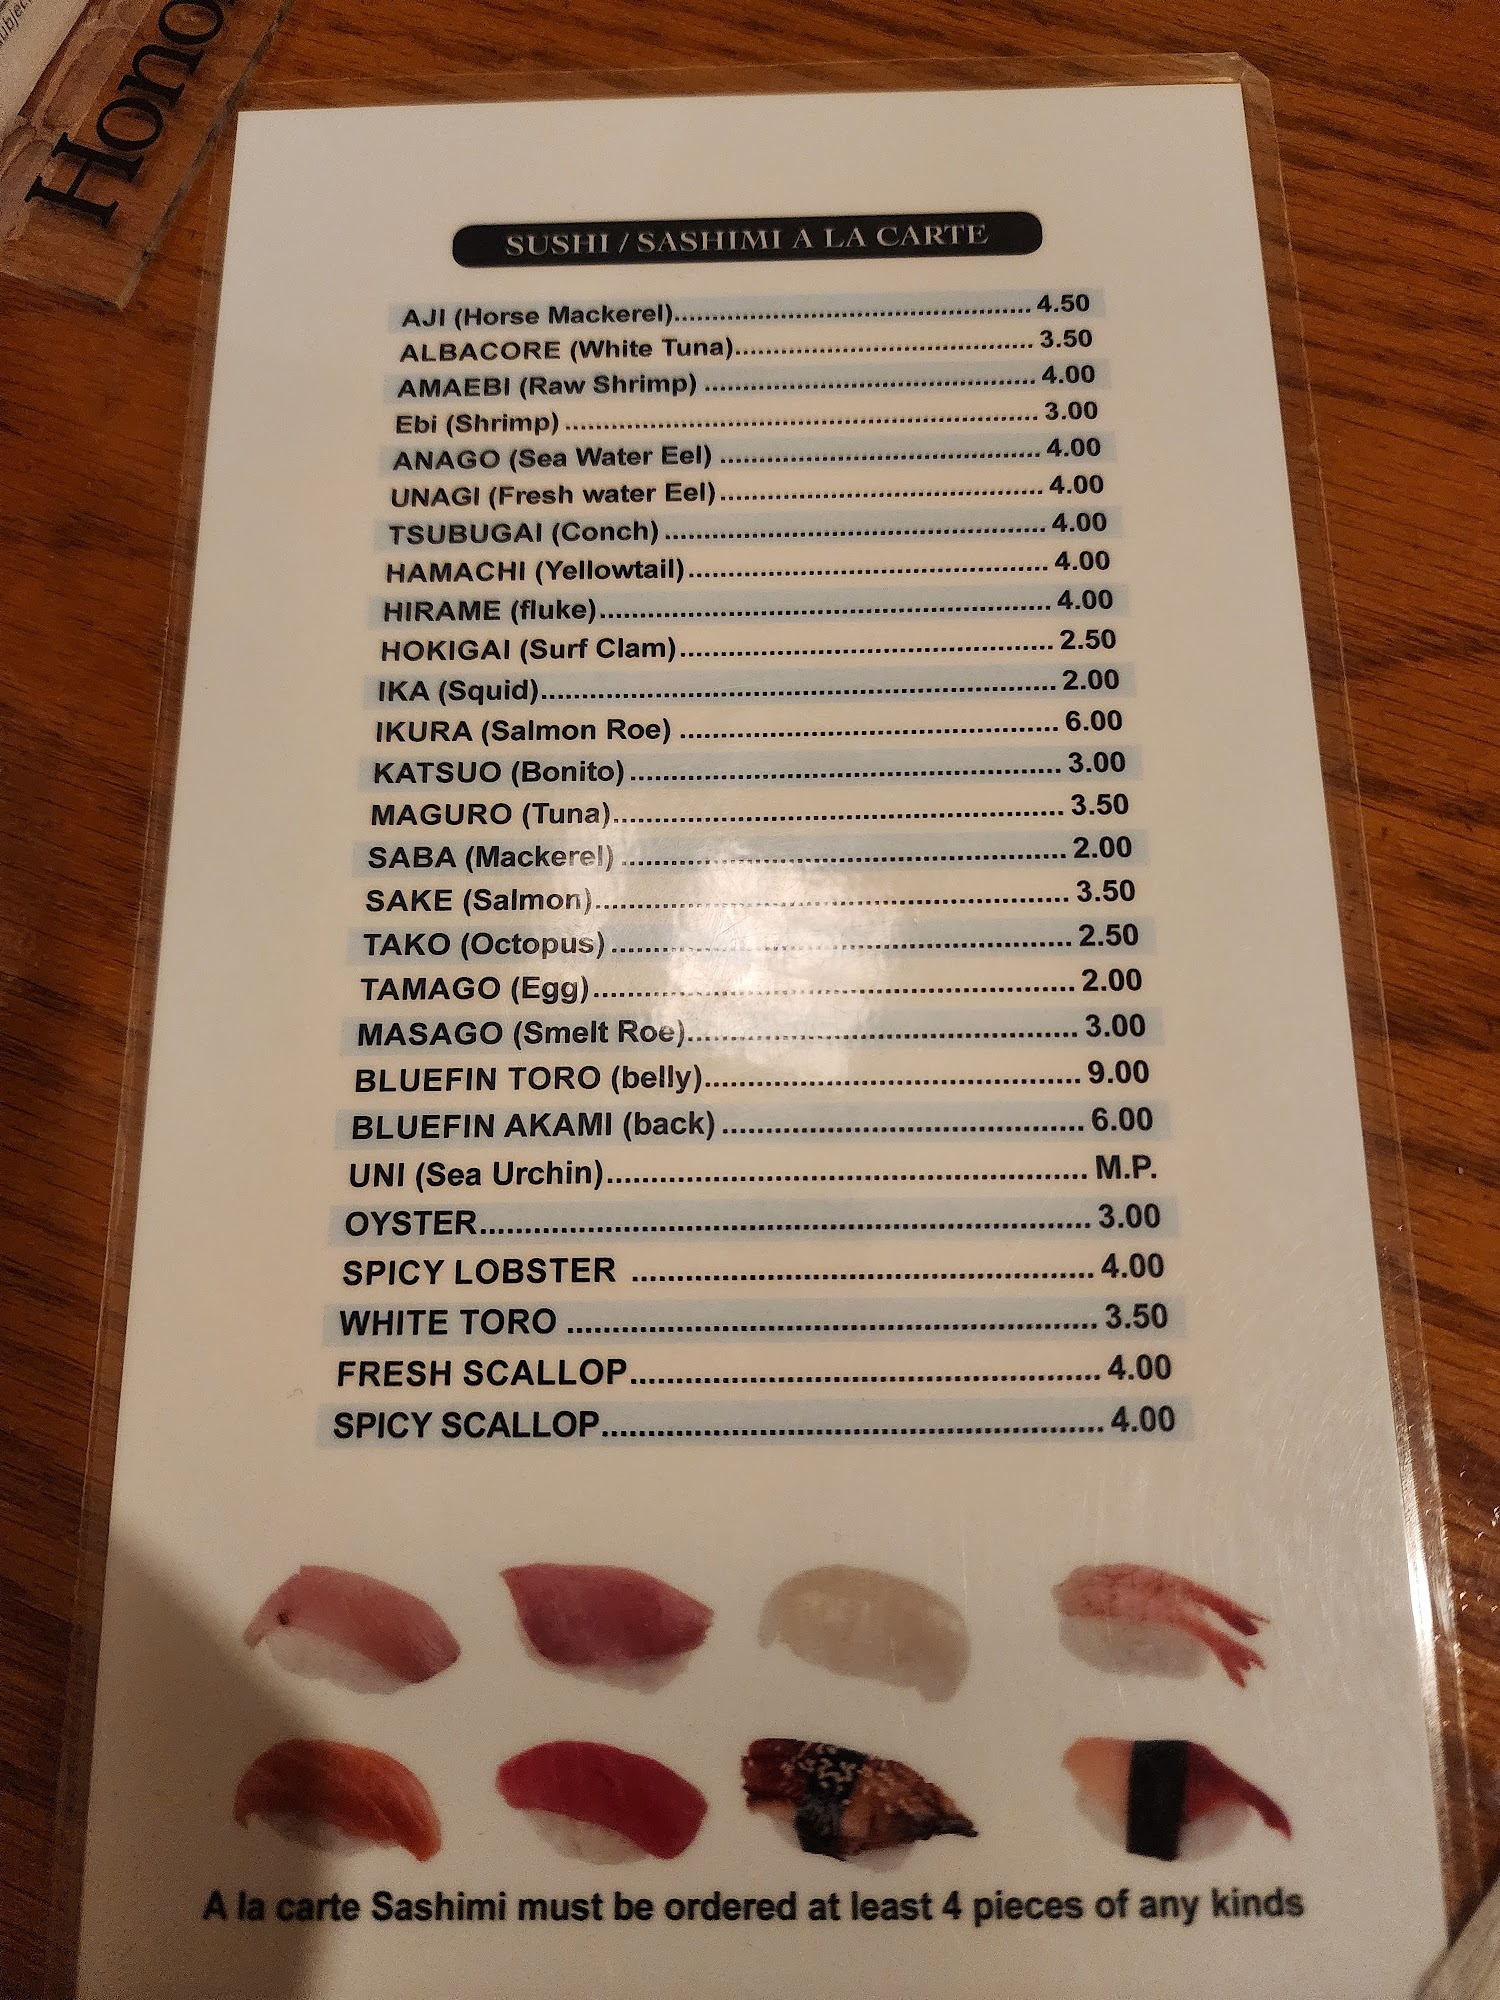 Hono
SUSHI / SASHIMI A LA CARTE
AJI (Horse Mackerel)........................................... 4.50
ALBACORE (White Tuna)..................................... 3.50
AMAEBI (Raw Shrimp) ......................................... 4.00
Ebi (Shrimp) .......................................................... 3.00
ANAGO (Sea Water Eel) ....................................... 4.00
UNAGI (Fresh water Eel)....................................... 4.00
TSUBUGAI (Conch) .............................................. 4.00
HAMACHI (Yellowtail)............................................ 4.00
HIRAME (fluke)...................................................... 4.00
HOKIGAI (Surf Clam)............................................. 2.50
IKA (Squid)............................................................ 2.00
IKURA (Salmon Roe) ............................................ 6.00
KATSUO (Bonito) .................................................. 3.00
MAGURO (Tuna).................................................... 3.50
SABA (Mackerel) ................................................... 2.00
SAKE (Salmon)...................................................... 3.50
TAKO (Octopus) .................................................... 2.50
TAMAGO (Egg)...................................................... 2.00
MASAGO (Smelt Roe)............................................ 3.00
BLUEFIN TORO (belly).......................................... 9.00
BLUEFIN AKAMI (back) ........................................ 6.00
UNI (Sea Urchin).................................................... M.P.
OYSTER.................................................................. 3.00
SPICY LOBSTER ................................................... 4.00
WHITE TORO ......................................................... 3.50
FRESH SCALLOP.................................................. 4.00
SPICY SCALLOP..................................................... 4.00
A la carte Sashimi must be ordered at least 4 pieces of any kinds